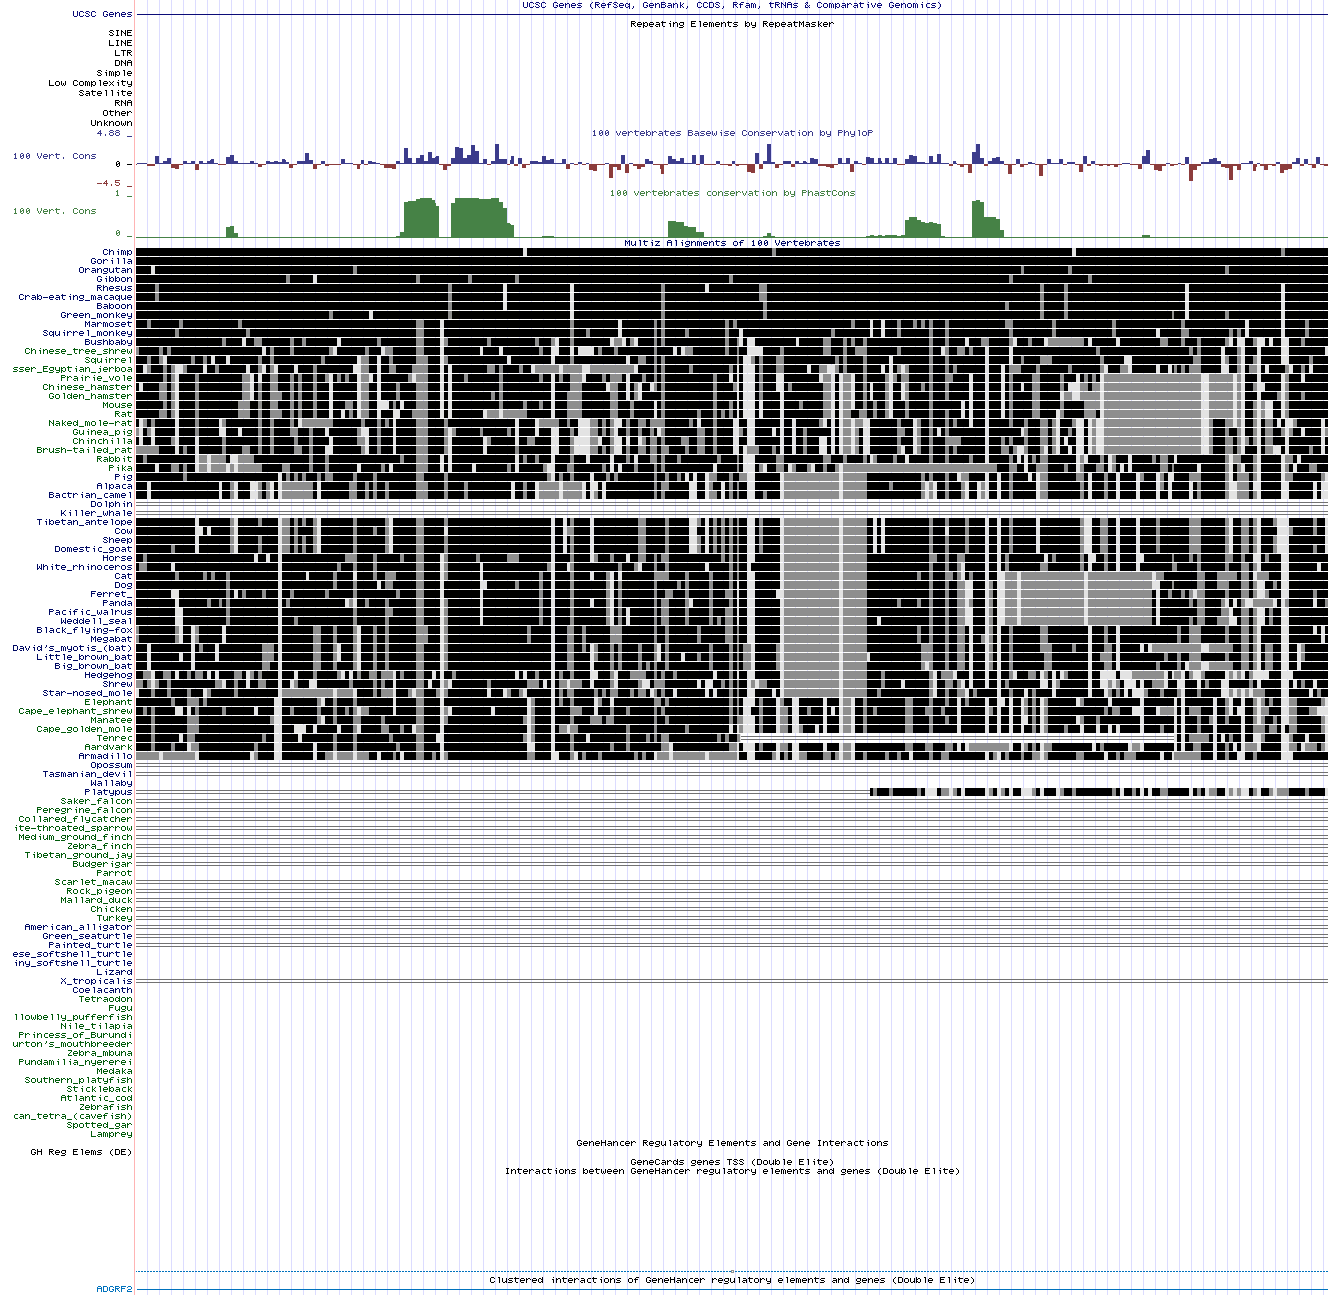 UCSC Genes (RefSeq, GenBank, CCDS, Rfam, tRNAs & Comparative Genomics)
UCSC Genes
Repeating Elements by RepeatMasker
SINE
LINE
LTR
DNA
Simple
Low Complexity
Satellite
RNA
Other
Unknown
100 vertebrates Basewise Conservation by PhyloP
4.88 _
100 Vert. Cons
0 _
-4.5 _
100 vertebrates conservation by PhastCons
1 _
100 Vert. Cons
0 _
Multiz Alignments of 100 Vertebrates
Chimp
Gorilla
Orangutan
Gibbon
Rhesus
Crab-eating_macaque
Baboon
Green_monkey
Marmoset
Squirrel_monkey
Bushbaby
Chinese_tree_shrew
Squirrel
sser_Egyptian_jerboa
Prairie_vole
Chinese_hamster
Golden_hamster
Mouse
Rat
Naked_mole-rat
Guinea_pig
Chinchilla
Brush-tailed_rat
Rabbit
Pika
Pig
Alpaca
Bactrian_camel
Dolphin
Killer_whale
Tibetan_antelope
Cow
Sheep
Domestic_goat
Horse
White_rhinoceros
Cat
Dog
Ferret_
Panda
Pacific_walrus
Weddell_seal
Black_flying-fox
Megabat
David's_myotis_(bat)
Little_brown_bat
Big_brown_bat
Hedgehog
Shrew
Star-nosed_mole
Elephant
Cape_elephant_shrew
Manatee
Cape_golden_mole
Tenrec
Aardvark
Armadillo
Opossum
Tasmanian_devil
Wallaby
Platypus
Saker_falcon
Peregrine_falcon
Collared_flycatcher
ite-throated_sparrow
Medium_ground_finch
Zebra_finch
Tibetan_ground_jay
Budgerigar
Parrot
Scarlet_macaw
Rock_pigeon
Mallard_duck
Chicken
Turkey
American_alligator
Green_seaturtle
Painted_turtle
ese_softshell_turtle
iny_softshell_turtle
Lizard
X_tropicalis
Coelacanth
Tetraodon
Fugu
llowbelly_pufferfish
Nile_tilapia
Princess_of_Burundi
urton's_mouthbreeder
Zebra_mbuna
Pundamilia_nyererei
Medaka
Southern_platyfish
Stickleback
Atlantic_cod
Zebrafish
can_tetra_(cavefish)
Spotted_gar
Lamprey
GeneHancer Regulatory Elements and Gene Interactions
GH Reg Elems (DE)
GeneCards genes TSS (Double Elite)
Interactions between GeneHancer regulatory elements and genes (Double Elite)
Clustered interactions of GeneHancer regulatory elements and genes (Double Elite)
ADGRF2